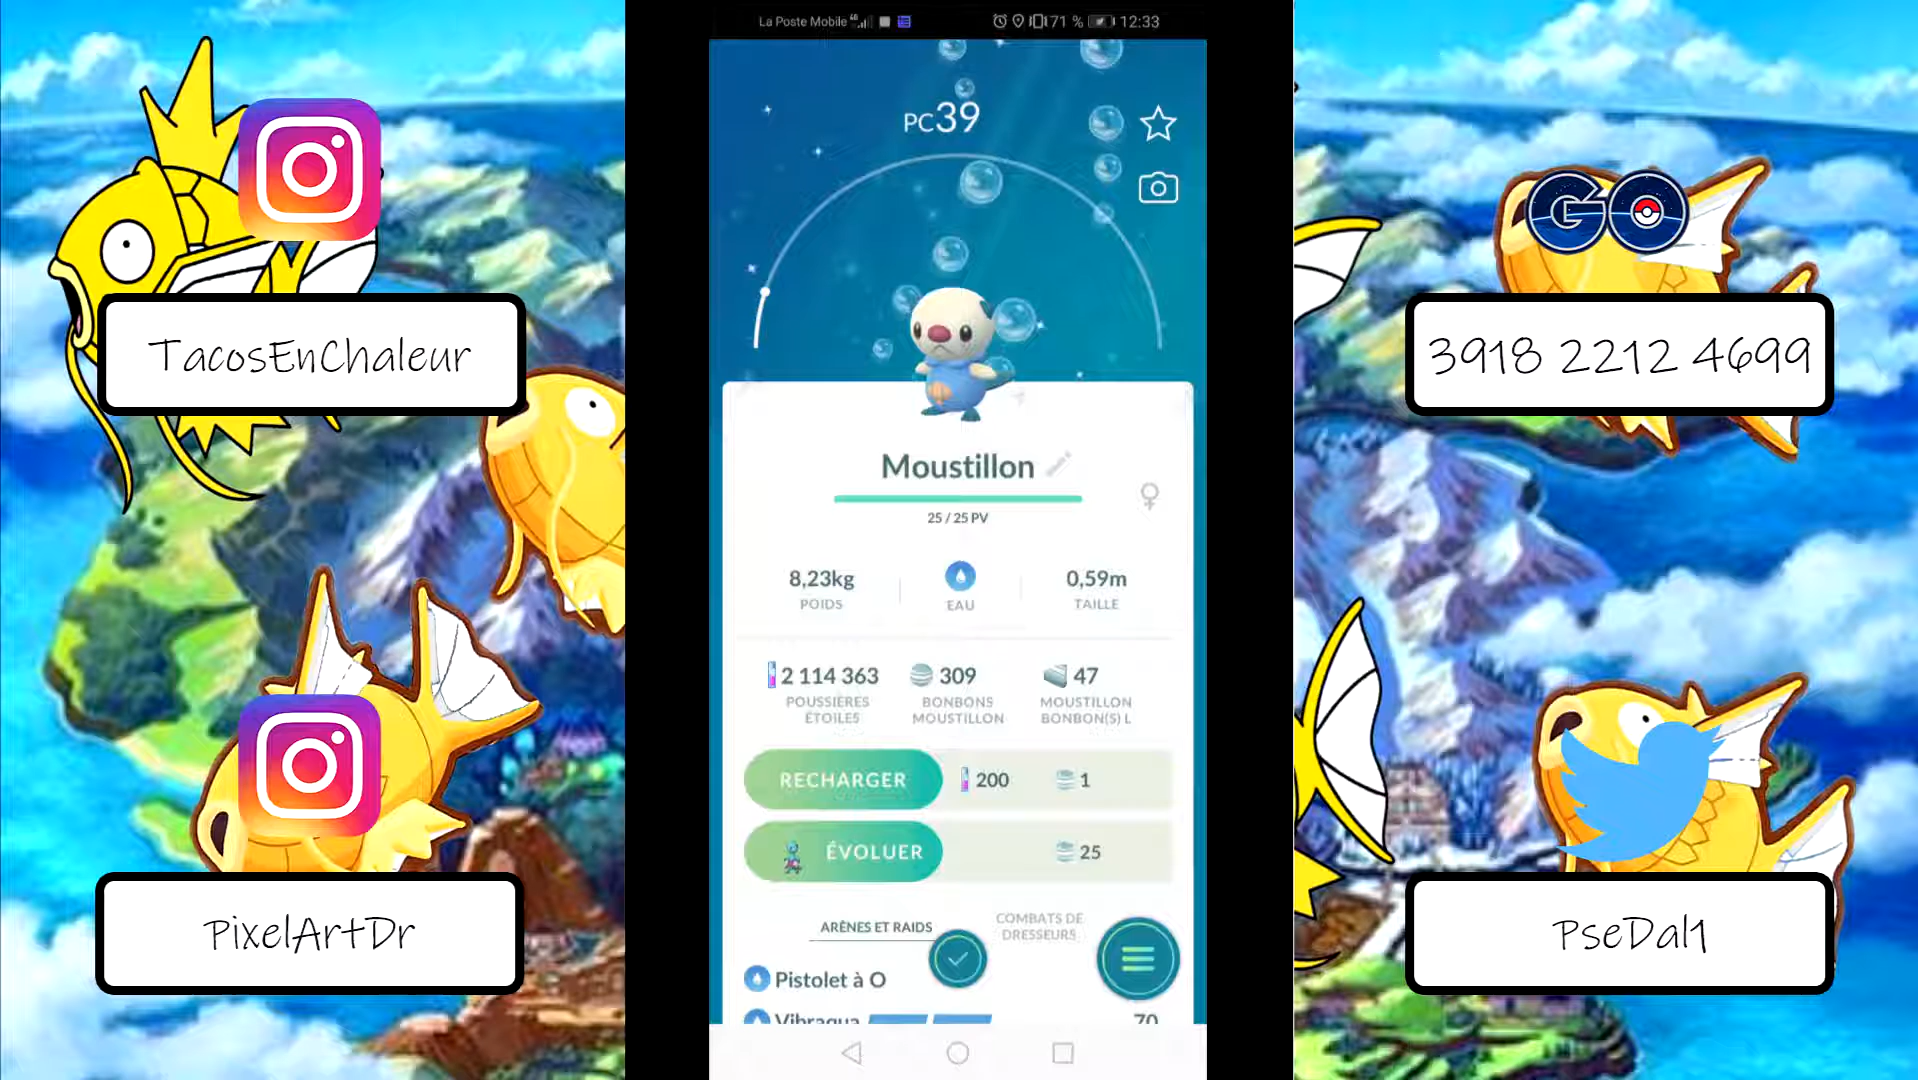 La Poste Mobile 4G 71 % 12:33
PC39
TacosEnChaleur
GO
3918 2212 4699
Moustillon
25 / 25 PV
8,23kg
POIDS
EAU
0,59m
TAILLE
2 114 363
POUSSIÈRES
ÉTOILES
309
BONBONS
MOUSTILLON
47
MOUSTILLON
BONBON(S) L
RECHARGER 200 1
ÉVOLUER 25
ARÈNES ET RAIDS
COMBATS DE
DRESSEURS
Pistolet à O
Vibraqua 70
PixelArtDr
PseDal1